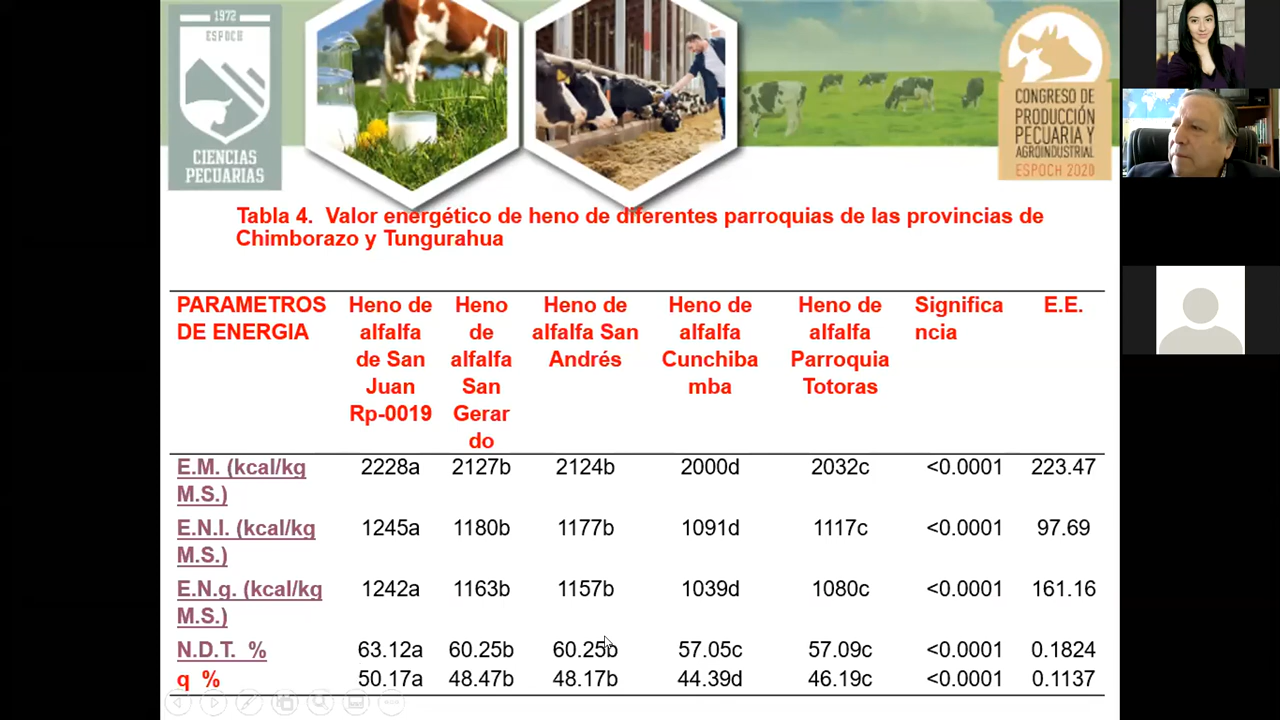 1972
ESPOCH
CIENCIAS
PECUARIAS
CONGRESO DE
PRODUCCIÓN
PECUARIA Y
AGROINDUSTRIAL
ESPOCH 2020
Tabla 4. Valor energético de heno de diferentes parroquias de las provincias de
Chimborazo y Tungurahua
PARAMETROS DE ENERGIA Heno de alfalfa de San Juan Rp-0019 Heno de alfalfa San Gerar do Heno de alfalfa San Andrés Heno de alfalfa Cunchiba mba Heno de alfalfa Parroquia Totoras Significa ncia E.E.
E.M. (kcal/kg M.S.) 2228a 2127b 2124b 2000d 2032c <0.0001 223.47
E.N.l. (kcal/kg M.S.) 1245a 1180b 1177b 1091d 1117c <0.0001 97.69
E.N.g. (kcal/kg M.S.) 1242a 1163b 1157b 1039d 1080c <0.0001 161.16
N.D.T. % 63.12a 60.25b 60.25b 57.05c 57.09c <0.0001 0.1824
q % 50.17a 48.47b 48.17b 44.39d 46.19c <0.0001 0.1137